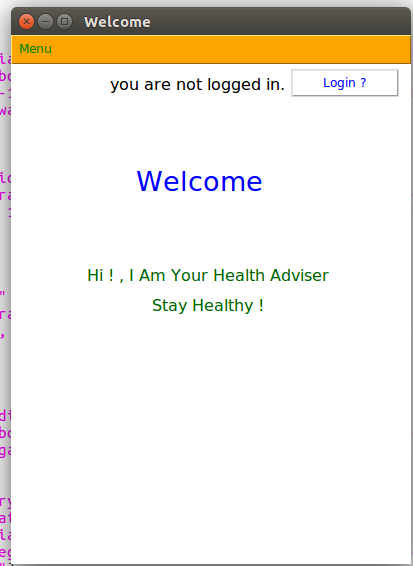 Welcome
Menu
you are not logged in. Login ?
Welcome
Hi ! , I Am Your Health Adviser
Stay Healthy !